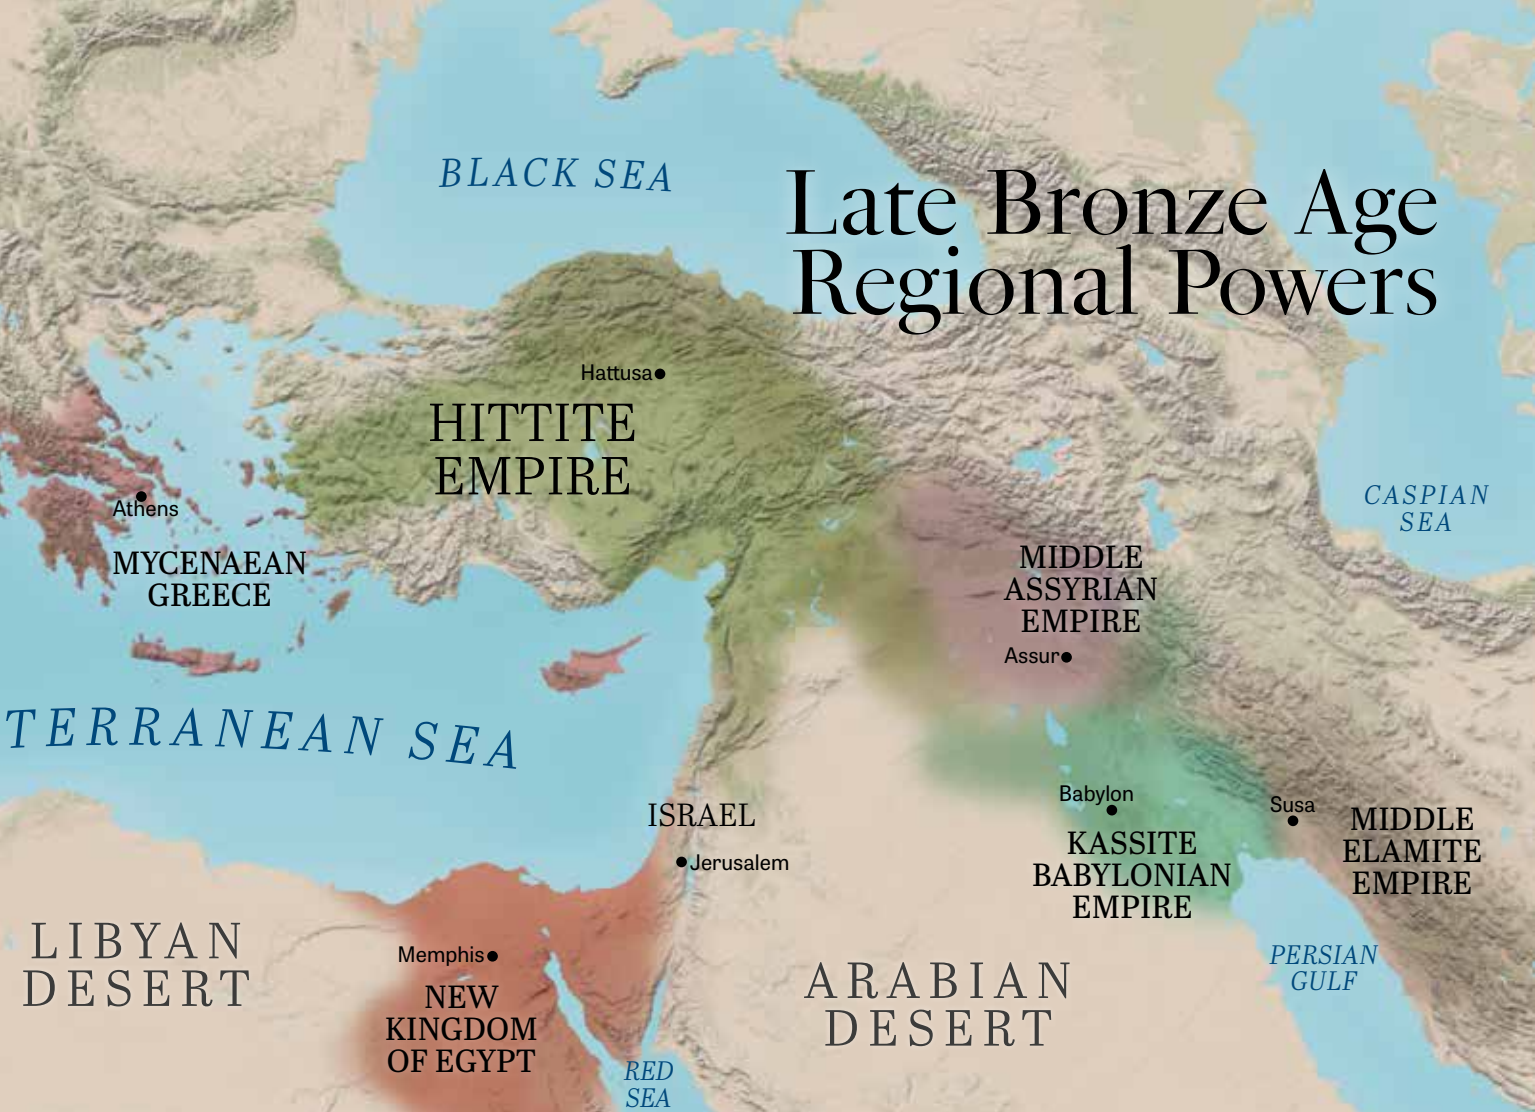 BLACK SEA
Late Bronze Age
Regional Powers
Hattusa
HITTITE
EMPIRE
CASPIAN
SEA
Athens
MYCENAEAN
GREECE
MIDDLE
ASSYRIAN
EMPIRE
Assur
TERRANEAN SEA
Babylon
Susa
ISRAEL
Jerusalem
KASSITE
BABYLONIAN
EMPIRE
MIDDLE
ELAMITE
EMPIRE
LIBYAN
DESERT
Memphis
NEW
KINGDOM
OF EGYPT
ARABIAN
DESERT
PERSIAN
GULF
RED
SEA